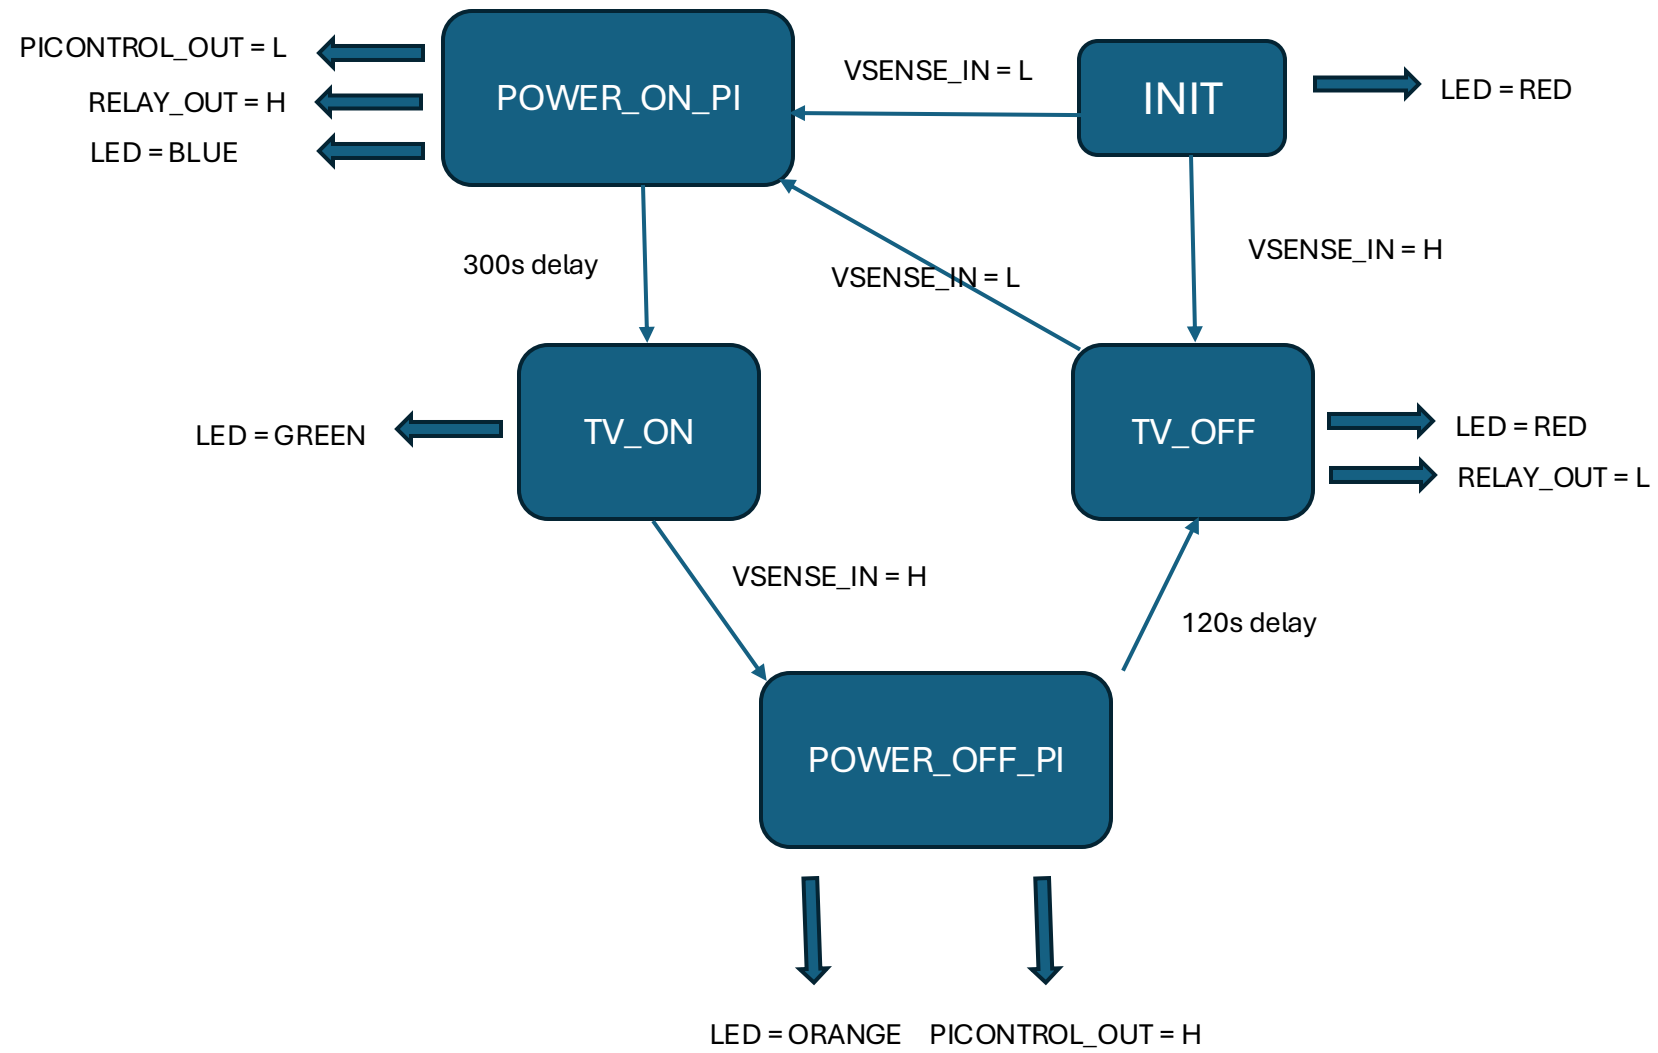 PICONTROL_OUT = L
RELAY_OUT = H
LED = BLUE
POWER_ON_PI
VSENSE_IN = L
INIT
LED = RED
300s delay
VSENSE_IN = L
VSENSE_IN = H
LED = GREEN
TV_ON
TV_OFF
LED = RED
RELAY_OUT = L
VSENSE_IN = H
120s delay
POWER_OFF_PI
LED = ORANGE
PICONTROL_OUT = H